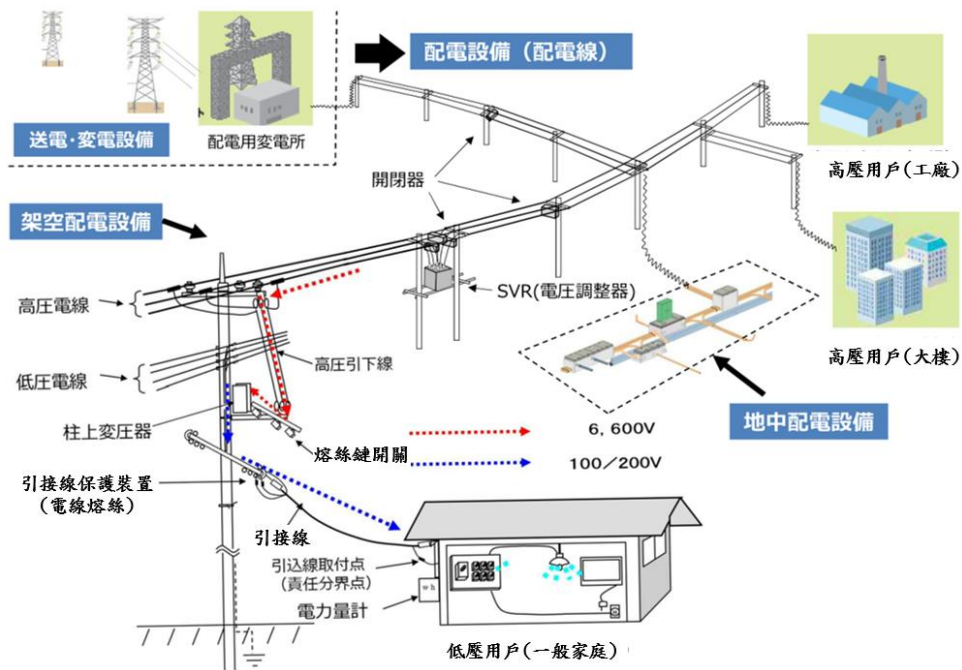 配電設備（配電線）
送電・変電設備
配電用変電所
高壓用戶(工廠)
開閉器
架空配電設備
高圧電線
SVR(電圧調整器)
高壓用戶(大樓)
高圧引下線
低圧電線
地中配電設備
柱上変圧器
6, 600V
熔絲鍵開關
100／200V
引接線保護裝置
(電線熔絲)
引接線
引込線取付点
(責任分界点)
wh
電力量計
低壓用戶(一般家庭)